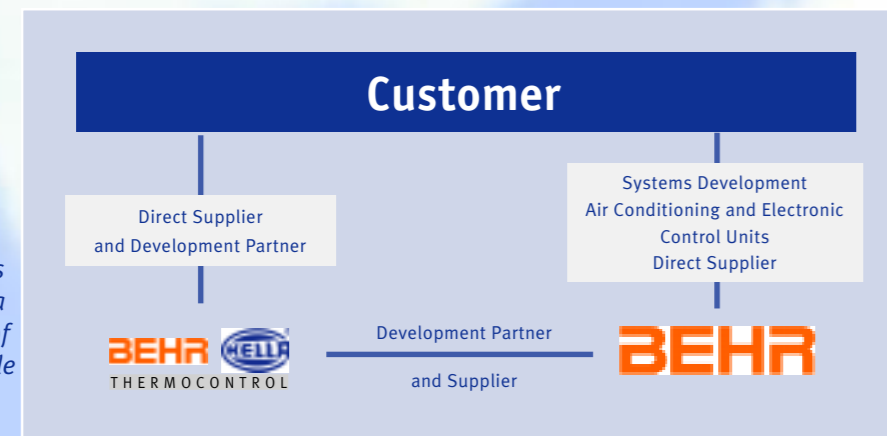 Customer
Direct Supplier
and Development Partner
Systems Development
Air Conditioning and Electronic
Control Units
Direct Supplier
BEHR HELLA
THERMOCONTROL
Development Partner
and Supplier
BEHR